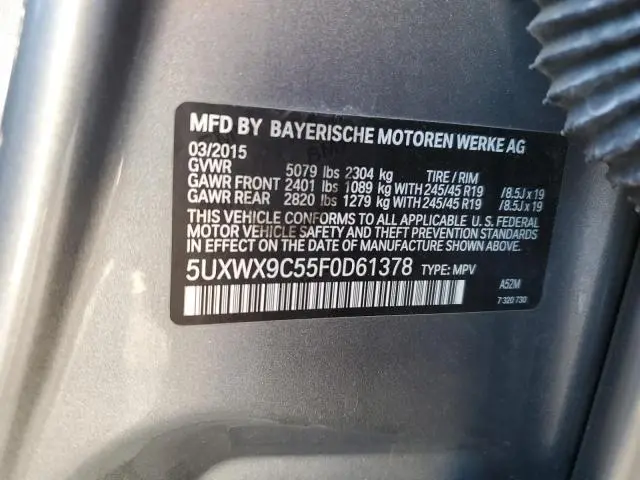 MFD BY BAYERISCHE MOTOREN WERKE AG
03/2015
GVWR 5079 lbs 2304 kg TIRE / RIM
GAWR FRONT 2401 lbs 1089 kg WITH 245/45 R19 /8.5J x 19
GAWR REAR 2820 lbs 1279 kg WITH 245/45 R19 /8.5J x 19
THIS VEHICLE CONFORMS TO ALL APPLICABLE U. S. FEDERAL
MOTOR VEHICLE SAFETY AND THEFT PREVENTION STANDARDS
IN EFFECT ON THE DATE OF MANUFACTURE SHOWN ABOVE.
5UXWX9C55F0D61378 TYPE: MPV
A52M
7 320 730